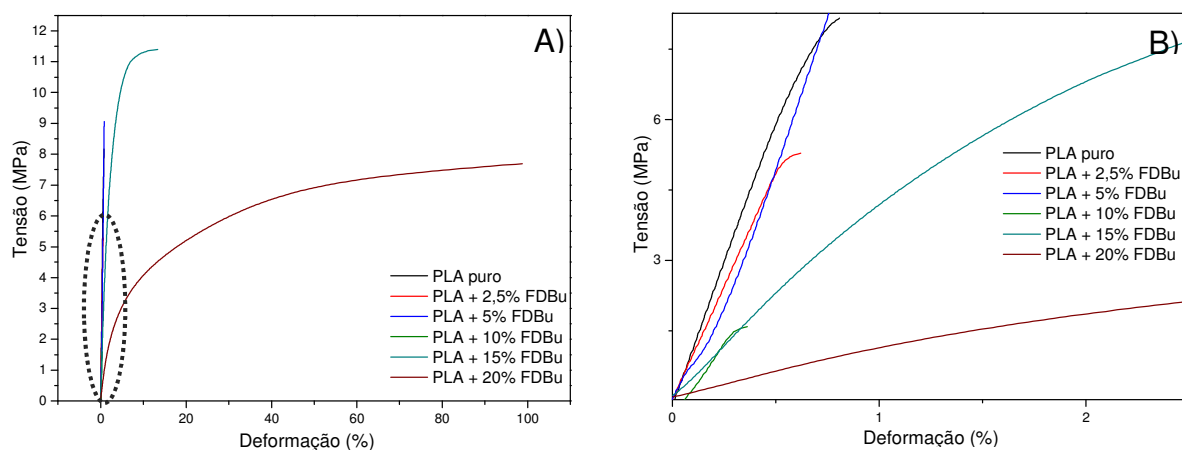 A)
Tensão (MPa)
12
11
10
9
8
7
6
5
4
3
2
1
0
PLA puro
PLA + 2,5% FDBu
PLA + 5% FDBu
PLA + 10% FDBu
PLA + 15% FDBu
PLA + 20% FDBu
0 20 40 60 80 100
Deformação (%)
B)
Tensão (MPa)
6
3
PLA puro
PLA + 2,5% FDBu
PLA + 5% FDBu
PLA + 10% FDBu
PLA + 15% FDBu
PLA + 20% FDBu
0 1 2
Deformação (%)